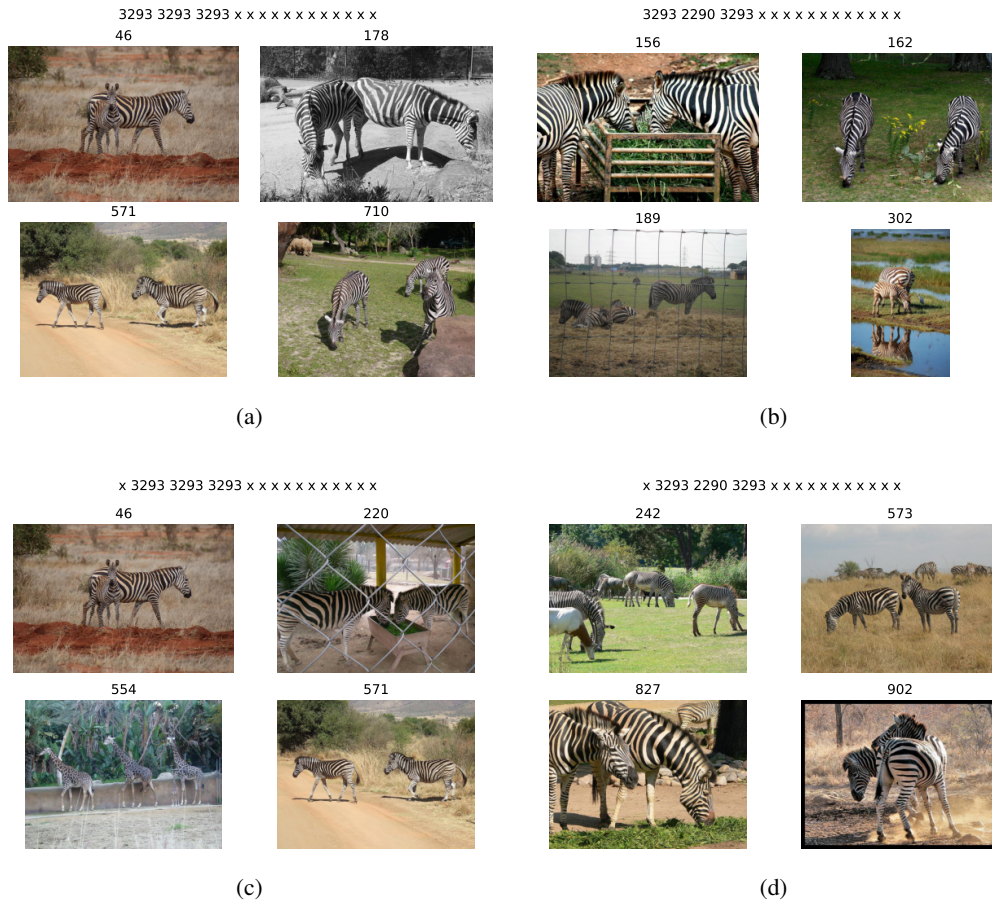 3293 3293 3293 x x x x x x x x x x x x
46
178
571
710
(a)
3293 2290 3293 x x x x x x x x x x x x
156
162
189
302
(b)
x 3293 3293 3293 x x x x x x x x x x x
46
220
554
571
(c)
x 3293 2290 3293 x x x x x x x x x x x
242
573
827
902
(d)